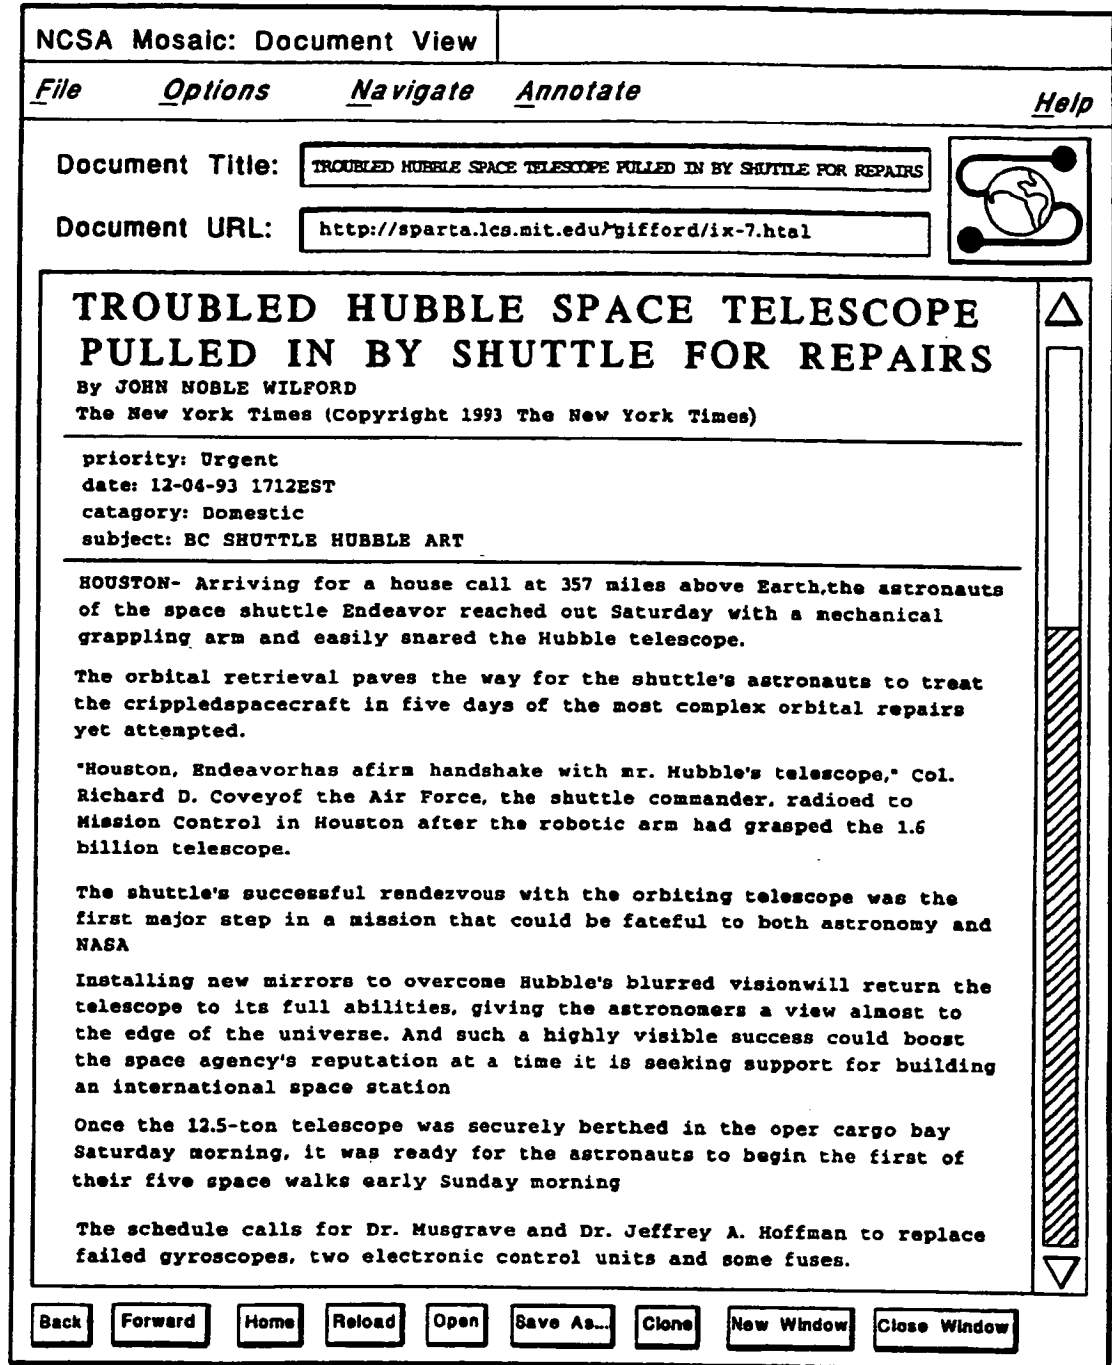 NCSA Mosaic: Document View
File Options Navigate Annotate Help
Document Title: TROUBLED HUBBLE SPACE TELESCOPE PULLED IN BY SHUTTLE FOR REPAIRS
Document URL: http://sparta.lcs.mit.edu/~gifford/ix-7.htal
TROUBLED HUBBLE SPACE TELESCOPE
PULLED IN BY SHUTTLE FOR REPAIRS
By JOHN NOBLE WILFORD
The New York Times (Copyright 1993 The New York Times)
priority: Urgent
date: 12-04-93 1712EST
catagory: Domestic
subject: BC SHUTTLE HUBBLE ART
HOUSTON- Arriving for a house call at 357 miles above Earth,the astronauts
of the space shuttle Endeavor reached out Saturday with a mechanical
grappling arm and easily snared the Hubble telescope.
The orbital retrieval paves the way for the shuttle's astronauts to treat
the crippledspacecraft in five days of the most complex orbital repairs
yet attempted.
"Houston, Endeavorhas afirm handshake with mr. Hubble's telescope," Col.
Richard D. Coveyof the Air Force, the shuttle commander, radioed to
Mission Control in Houston after the robotic arm had grasped the 1.6
billion telescope.
The shuttle's successful rendezvous with the orbiting telescope was the
first major step in a mission that could be fateful to both astronomy and
NASA
Installing new mirrors to overcome Hubble's blurred visionwill return the
telescope to its full abilities, giving the astronomers a view almost to
the edge of the universe. And such a highly visible success could boost
the space agency's reputation at a time it is seeking support for building
an international space station
Once the 12.5-ton telescope was securely berthed in the oper cargo bay
Saturday morning, it was ready for the astronauts to begin the first of
their five space walks early Sunday morning
The schedule calls for Dr. Musgrave and Dr. Jeffrey A. Hoffman to replace
failed gyroscopes, two electronic control units and some fuses.
Back Forward Home Reload Open Save As... Clone New Window Close Window